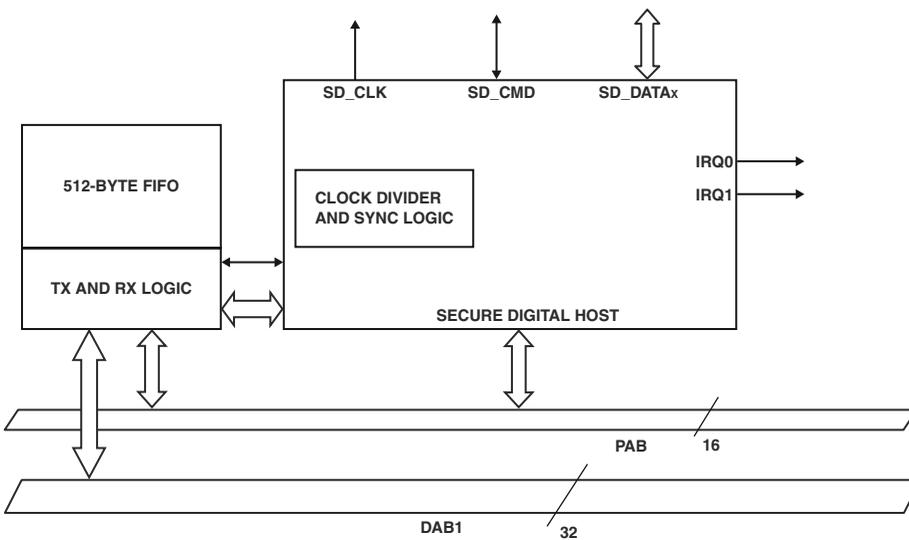 SD_CLK
SD_CMD
SD_DATAx
IRQ0
IRQ1
512-BYTE FIFO
CLOCK DIVIDER
AND SYNC LOGIC
TX AND RX LOGIC
SECURE DIGITAL HOST
PAB
16
DAB1
32